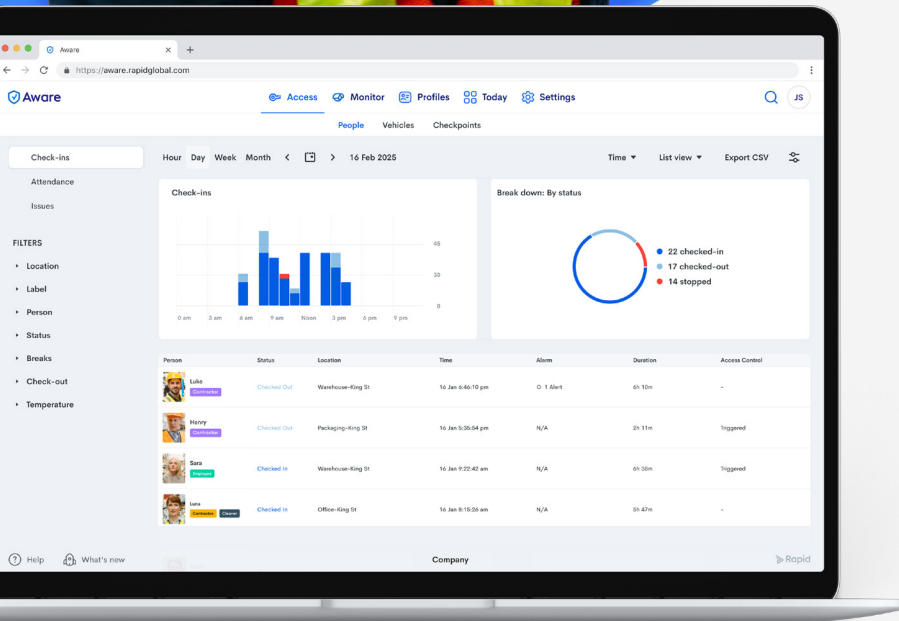 Aware
https://aware.rapidglobal.com
Aware
Access Monitor Profiles Today Settings JS
People Vehicles Checkpoints
Check-ins
Attendance
Issues
FILTERS
Location
Label
Person
Status
Breaks
Check-out
Temperature
Hour Day Week Month 16 Feb 2025 Time List view Export CSV
Check-ins
45
30
0
0 am 3 am 6 am 9 am Noon 3 pm 6 pm 9 pm
Break down: By status
22 checked-in
17 checked-out
14 stopped
Person Status Location Time Alarm Duration Access Control
Luke
Contractor
Checked Out Warehouse-King St 16 Jan 6:46:10 pm 1 Alert 6h 10m -
Henry
Contractor
Checked Out Packaging-King St 16 Jan 5:35:54 pm N/A 2h 11m Triggered
Sara
Employee
Checked In Warehouse-King St 16 Jan 9:22:42 am N/A 6h 38m Triggered
Contractor Cleaner
Checked In Office-King St 16 Jan 8:15:26 am N/A 5h 47m -
Help What's new Company Rapid